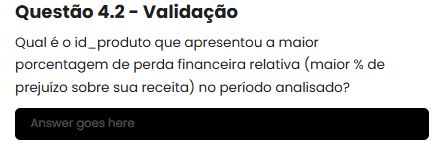 Questão 4.2 - Validação
Qual é o id_produto que apresentou a maior
porcentagem de perda financeira relativa (maior % de
prejuízo sobre sua receita) no período analisado?
Answer goes here